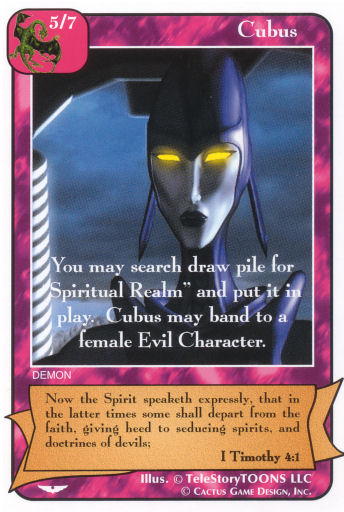 5/7
Cubus
You may search draw pile for
Spiritual Realm” and put it in
play. Cubus may band to a
female Evil Character.
DEMON
Now the Spirit speaketh expressly, that in
the latter times some shall depart from the
faith, giving heed to seducing spirits, and
doctrines of devils;
I Timothy 4:1
Illus. © TeleStoryTOONS LLC
© Cactus Game Design, Inc.